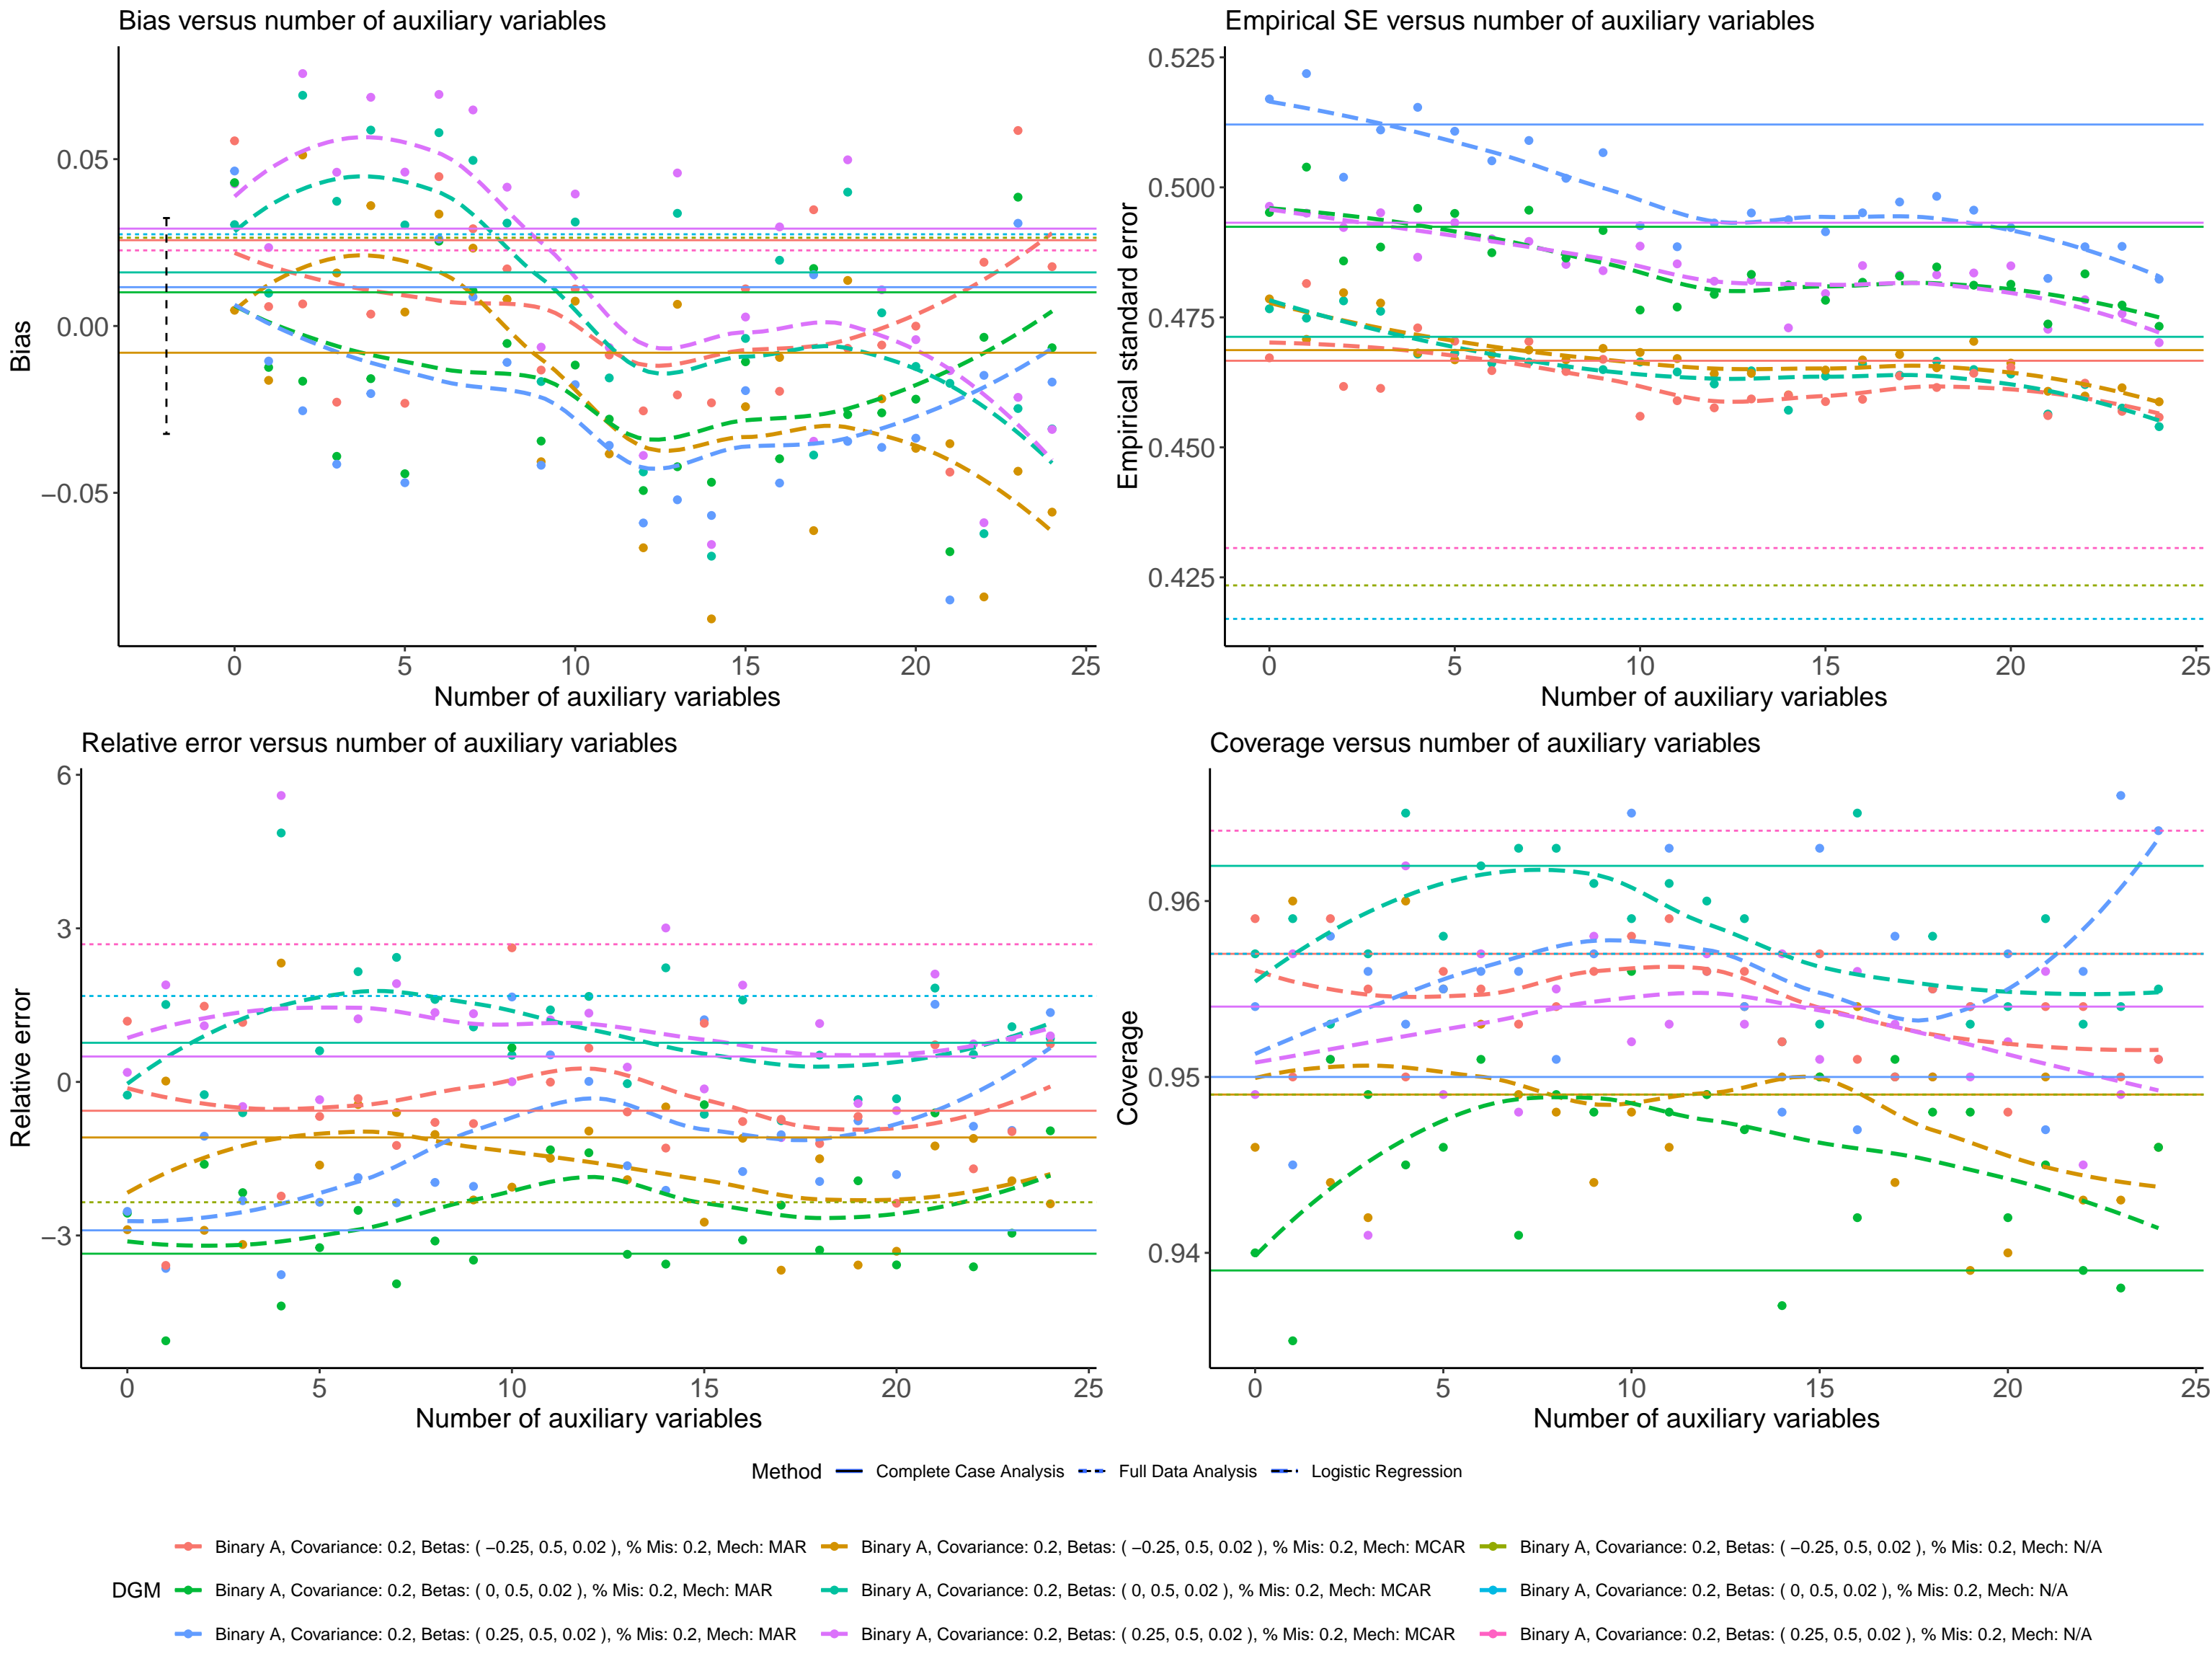 Bias versus number of auxiliary variables
Bias
0.05
0.00
−0.05
0 5 10 15 20 25
Number of auxiliary variables
Empirical SE versus number of auxiliary variables
Empirical standard error
0.525
0.500
0.475
0.450
0.425
0 5 10 15 20 25
Number of auxiliary variables
Relative error versus number of auxiliary variables
Relative error
6
3
0
−3
0 5 10 15 20 25
Number of auxiliary variables
Coverage versus number of auxiliary variables
Coverage
0.96
0.95
0.94
0 5 10 15 20 25
Number of auxiliary variables
Method Complete Case Analysis Full Data Analysis Logistic Regression
DGM
Binary A, Covariance: 0.2, Betas: ( −0.25, 0.5, 0.02 ), % Mis: 0.2, Mech: MAR
Binary A, Covariance: 0.2, Betas: ( −0.25, 0.5, 0.02 ), % Mis: 0.2, Mech: MCAR
Binary A, Covariance: 0.2, Betas: ( −0.25, 0.5, 0.02 ), % Mis: 0.2, Mech: N/A
Binary A, Covariance: 0.2, Betas: ( 0, 0.5, 0.02 ), % Mis: 0.2, Mech: MAR
Binary A, Covariance: 0.2, Betas: ( 0, 0.5, 0.02 ), % Mis: 0.2, Mech: MCAR
Binary A, Covariance: 0.2, Betas: ( 0, 0.5, 0.02 ), % Mis: 0.2, Mech: N/A
Binary A, Covariance: 0.2, Betas: ( 0.25, 0.5, 0.02 ), % Mis: 0.2, Mech: MAR
Binary A, Covariance: 0.2, Betas: ( 0.25, 0.5, 0.02 ), % Mis: 0.2, Mech: MCAR
Binary A, Covariance: 0.2, Betas: ( 0.25, 0.5, 0.02 ), % Mis: 0.2, Mech: N/A